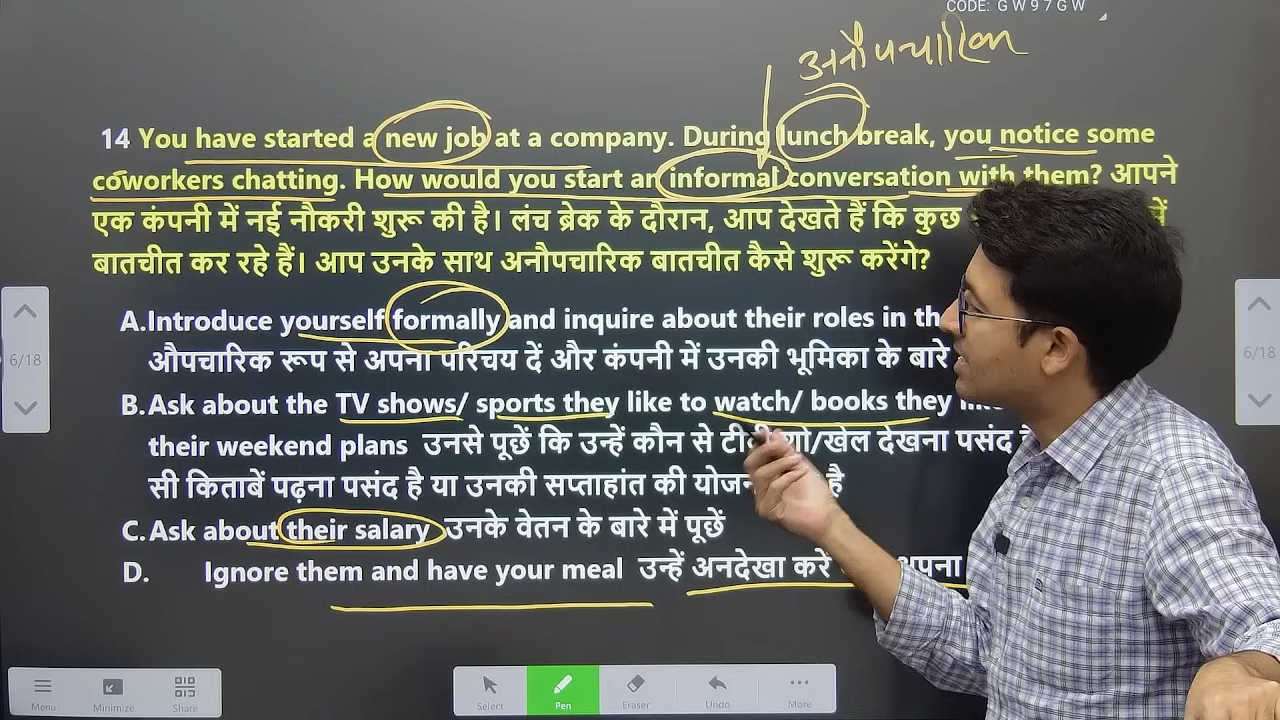 CODE: G W 9 7 G W
अनौपचारिक
14 You have started a new job at a company. During lunch break, you notice some
coworkers chatting. How would you start an informal conversation with them? आपने
एक कंपनी में नई नौकरी शुरू की है। लंच ब्रेक के दौरान, आप देखते हैं कि कुछ
बातचीत कर रहे हैं। आप उनके साथ अनौपचारिक बातचीत कैसे शुरू करेंगे?
A.Introduce yourself formally and inquire about their roles in
औपचारिक रूप से अपना परिचय दें और कंपनी में उनकी भूमिका के बारे
B.Ask about the TV shows/ sports they like to watch/ books they
their weekend plans उनसे पूछें कि उन्हें कौन से शो/खेल देखना पसंद
सी किताबें पढ़ना पसंद है या उनकी सप्ताहांत की है
C.Ask about their salary उनके वेतन के बारे में पूछें
D. Ignore them and have your meal उन्हें अनदेखा करें अपना
6/18
6/18
Menu
Minimize
Share
Select
Pen
Eraser
Undo
More